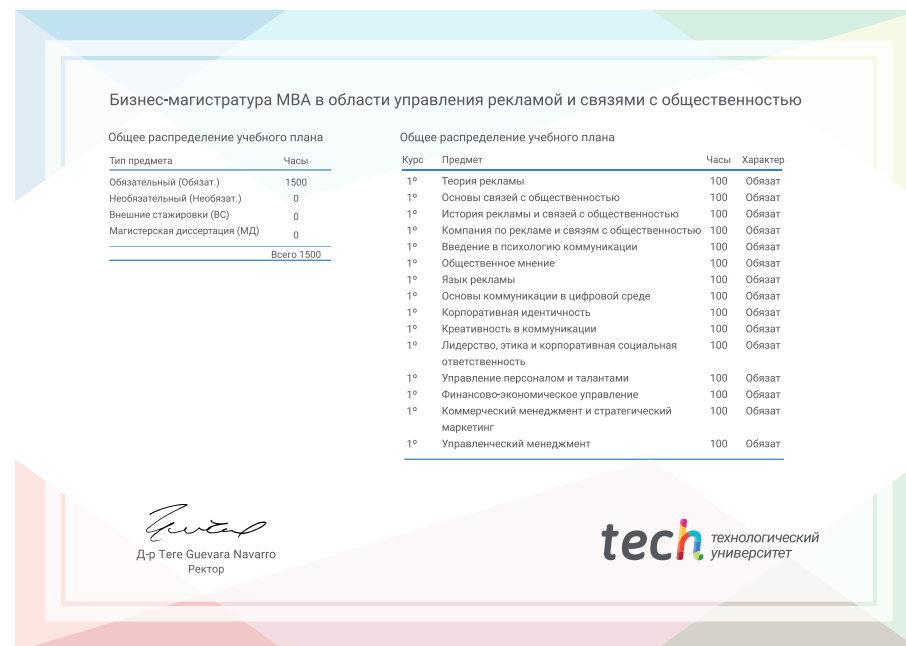 Бизнес-магистратура MBA в области управления рекламой и связями с общественностью
Общее распределение учебного плана
Тип предмета Часы
Обязательный (Обязат.) 1500
Необязательный (Необязат.) 0
Внешние стажировки (ВС) 0
Магистерская диссертация (МД) 0
Всего 1500
Общее распределение учебного плана
Курс Предмет Часы Характер
1º Теория рекламы 100 Обязат
1º Основы связей с общественностью 100 Обязат
1º История рекламы и связей с общественностью 100 Обязат
1º Компания по рекламе и связям с общественностью 100 Обязат
1º Введение в психологию коммуникации 100 Обязат
1º Общественное мнение 100 Обязат
1º Язык рекламы 100 Обязат
1º Основы коммуникации в цифровой среде 100 Обязат
1º Корпоративная идентичность 100 Обязат
1º Креативность в коммуникации 100 Обязат
1º Лидерство, этика и корпоративная социальная 100 Обязат
ответственность
1º Управление персоналом и талантами 100 Обязат
1º Финансово-экономическое управление 100 Обязат
1º Коммерческий менеджмент и стратегический 100 Обязат
маркетинг
1º Управленческий менеджмент 100 Обязат
Д-р Tere Guevara Navarro
Ректор
tech технологический
университет